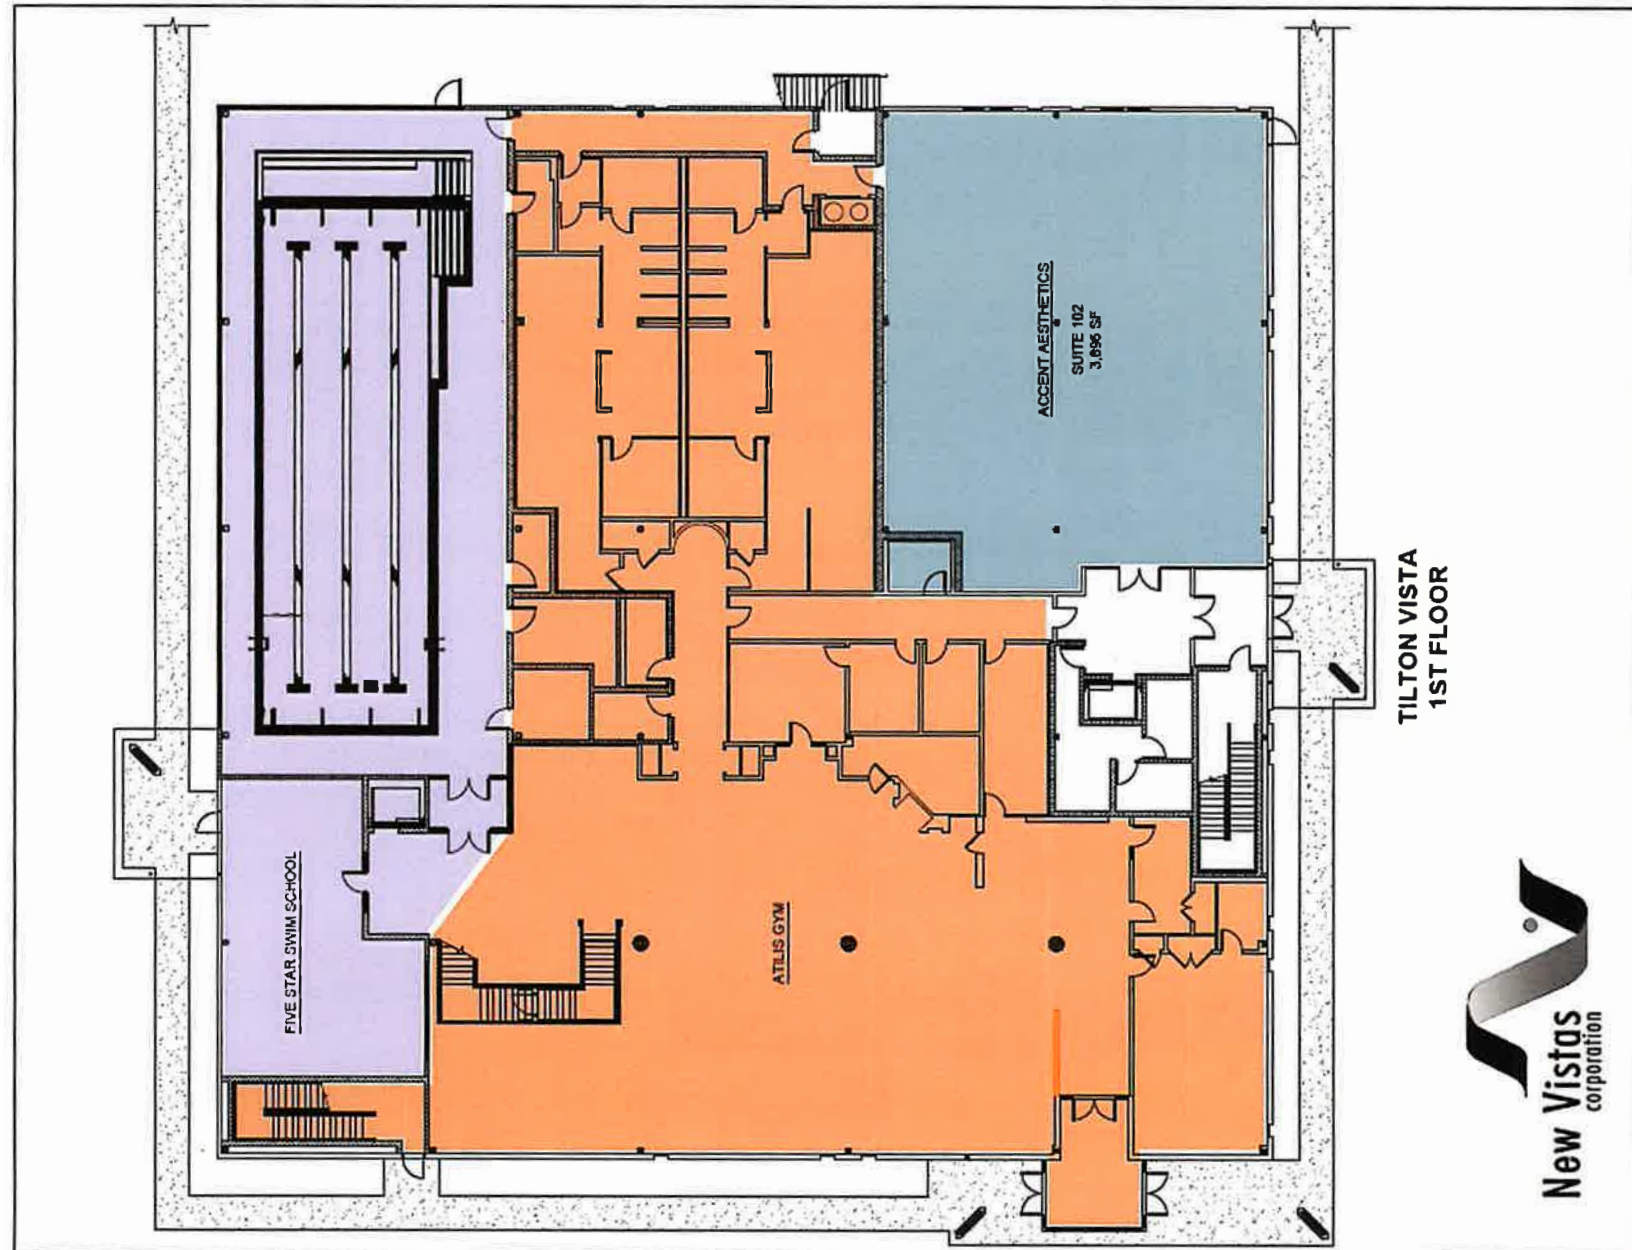 FIVE STAR SWIM SCHOOL
ATILIS GYM
ACCENT AESTHETICS
SUITE 102
3,896 SF
TILTON VISTA
1ST FLOOR
New Vistas
corporation